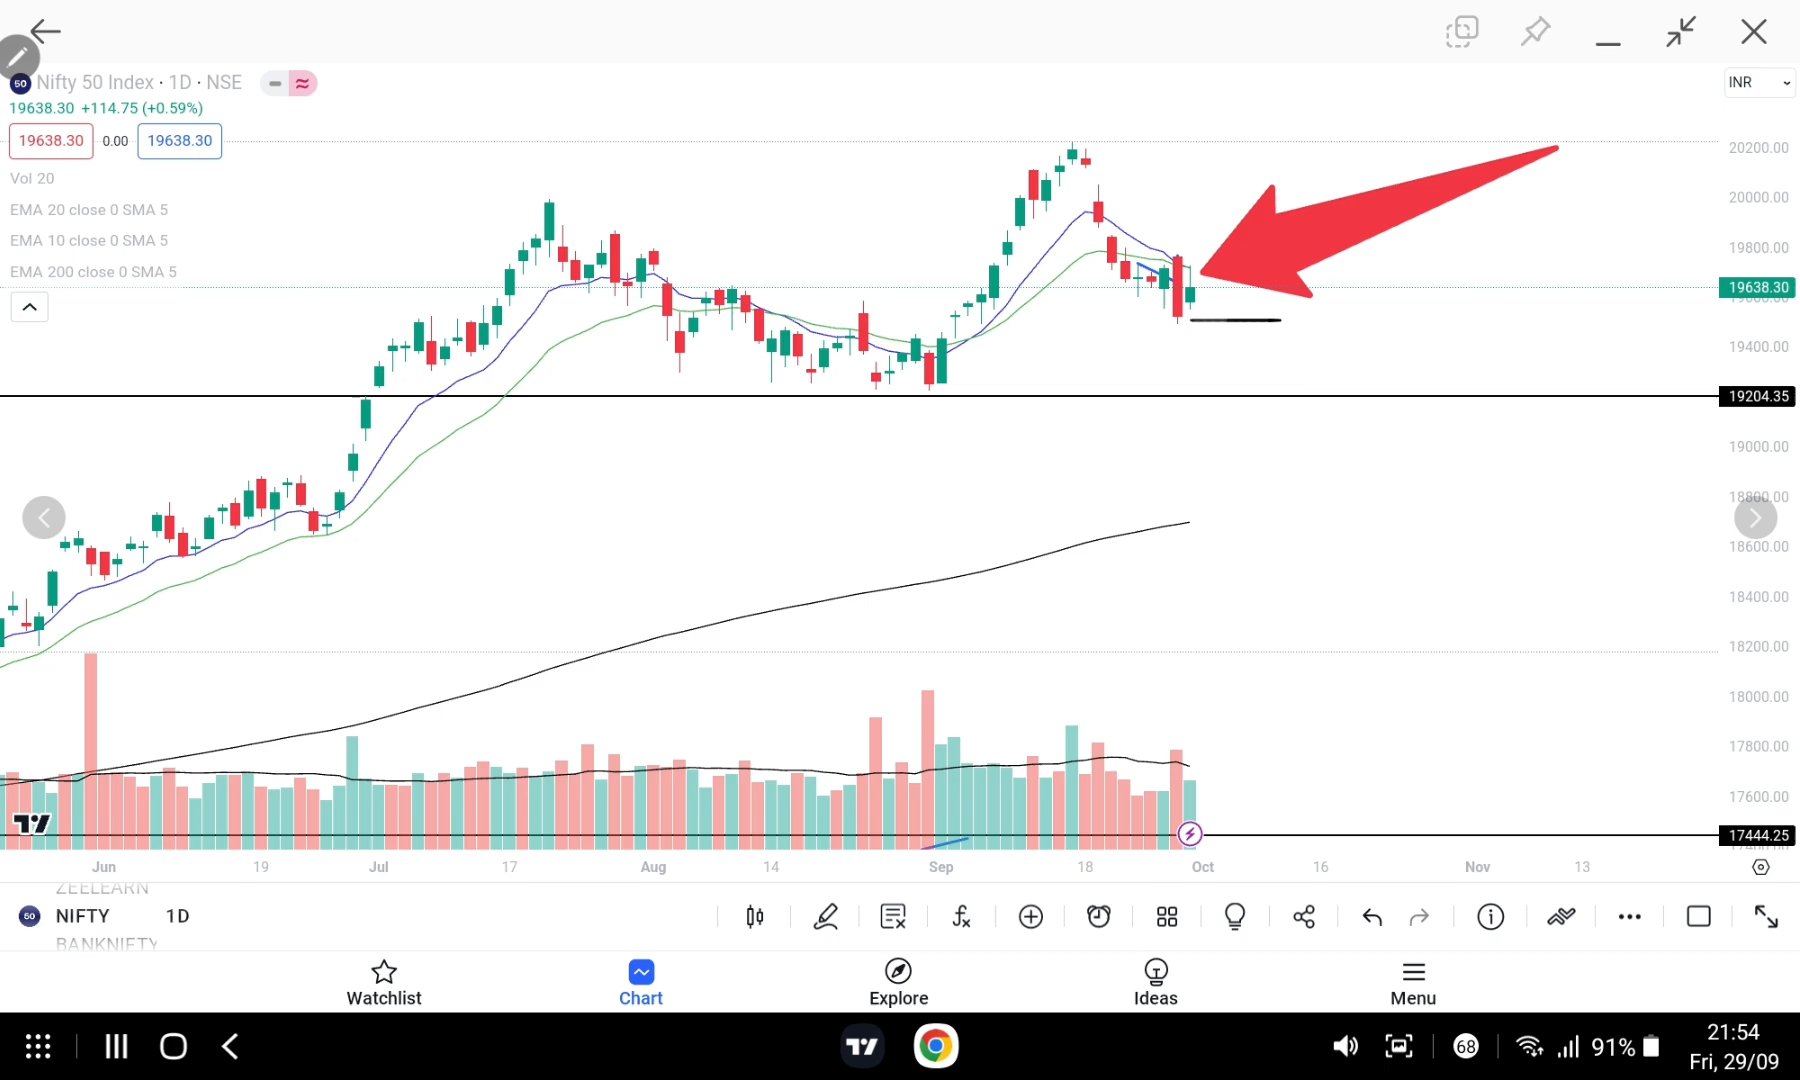 50 Nifty 50 Index · 1D · NSE
INR
19638.30 +114.75 (+0.59%)
19638.30 0.00 19638.30
Vol 20
EMA 20 close 0 SMA 5
EMA 10 close 0 SMA 5
EMA 200 close 0 SMA 5
20200.00
20000.00
19800.00
19638.30
19600.00
19400.00
19204.35
19000.00
18800.00
18600.00
18400.00
18200.00
18000.00
17800.00
17600.00
17444.25
Jun 19 Jul 17 Aug 14 Sep 18 Oct 16 Nov 13
ZEELEARN
50 NIFTY 1D
BANKNIFTY
Watchlist Chart Explore Ideas Menu
68 91% 21:54
Fri, 29/09